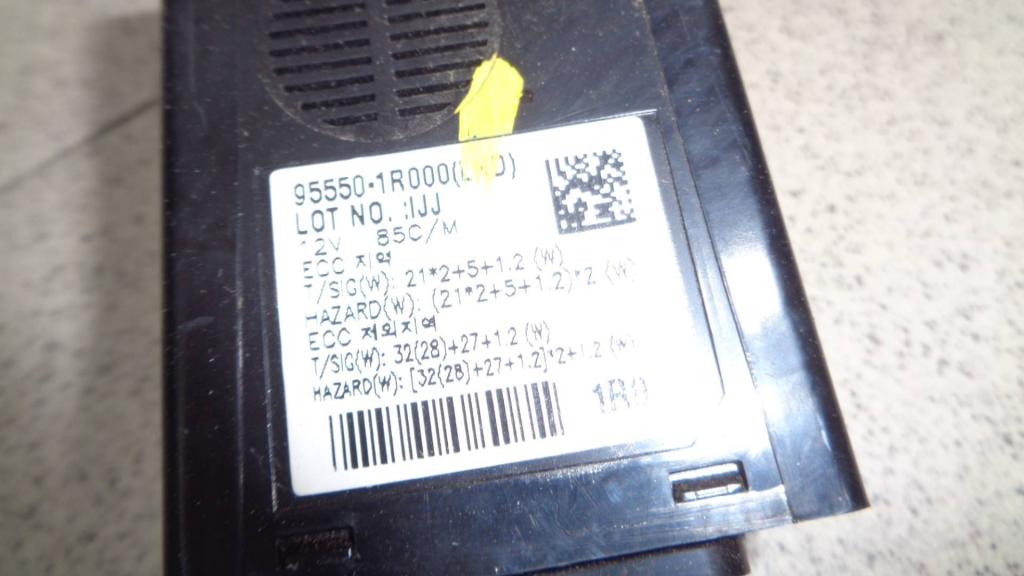 95550-1R000
LOT NO. :IJJ
12V 85C/M
ECC 지역
T/SIG(W): 21*2+5+1.2 (W)
HAZARD(W): (21*2+5+1.2)*2 (W)
ECC 제외지역
T/SIG(W): 32(28)+27+1.2 (W)
HAZARD(W): [32(28)+27+1.2]*2+1.2 (W)
1R0